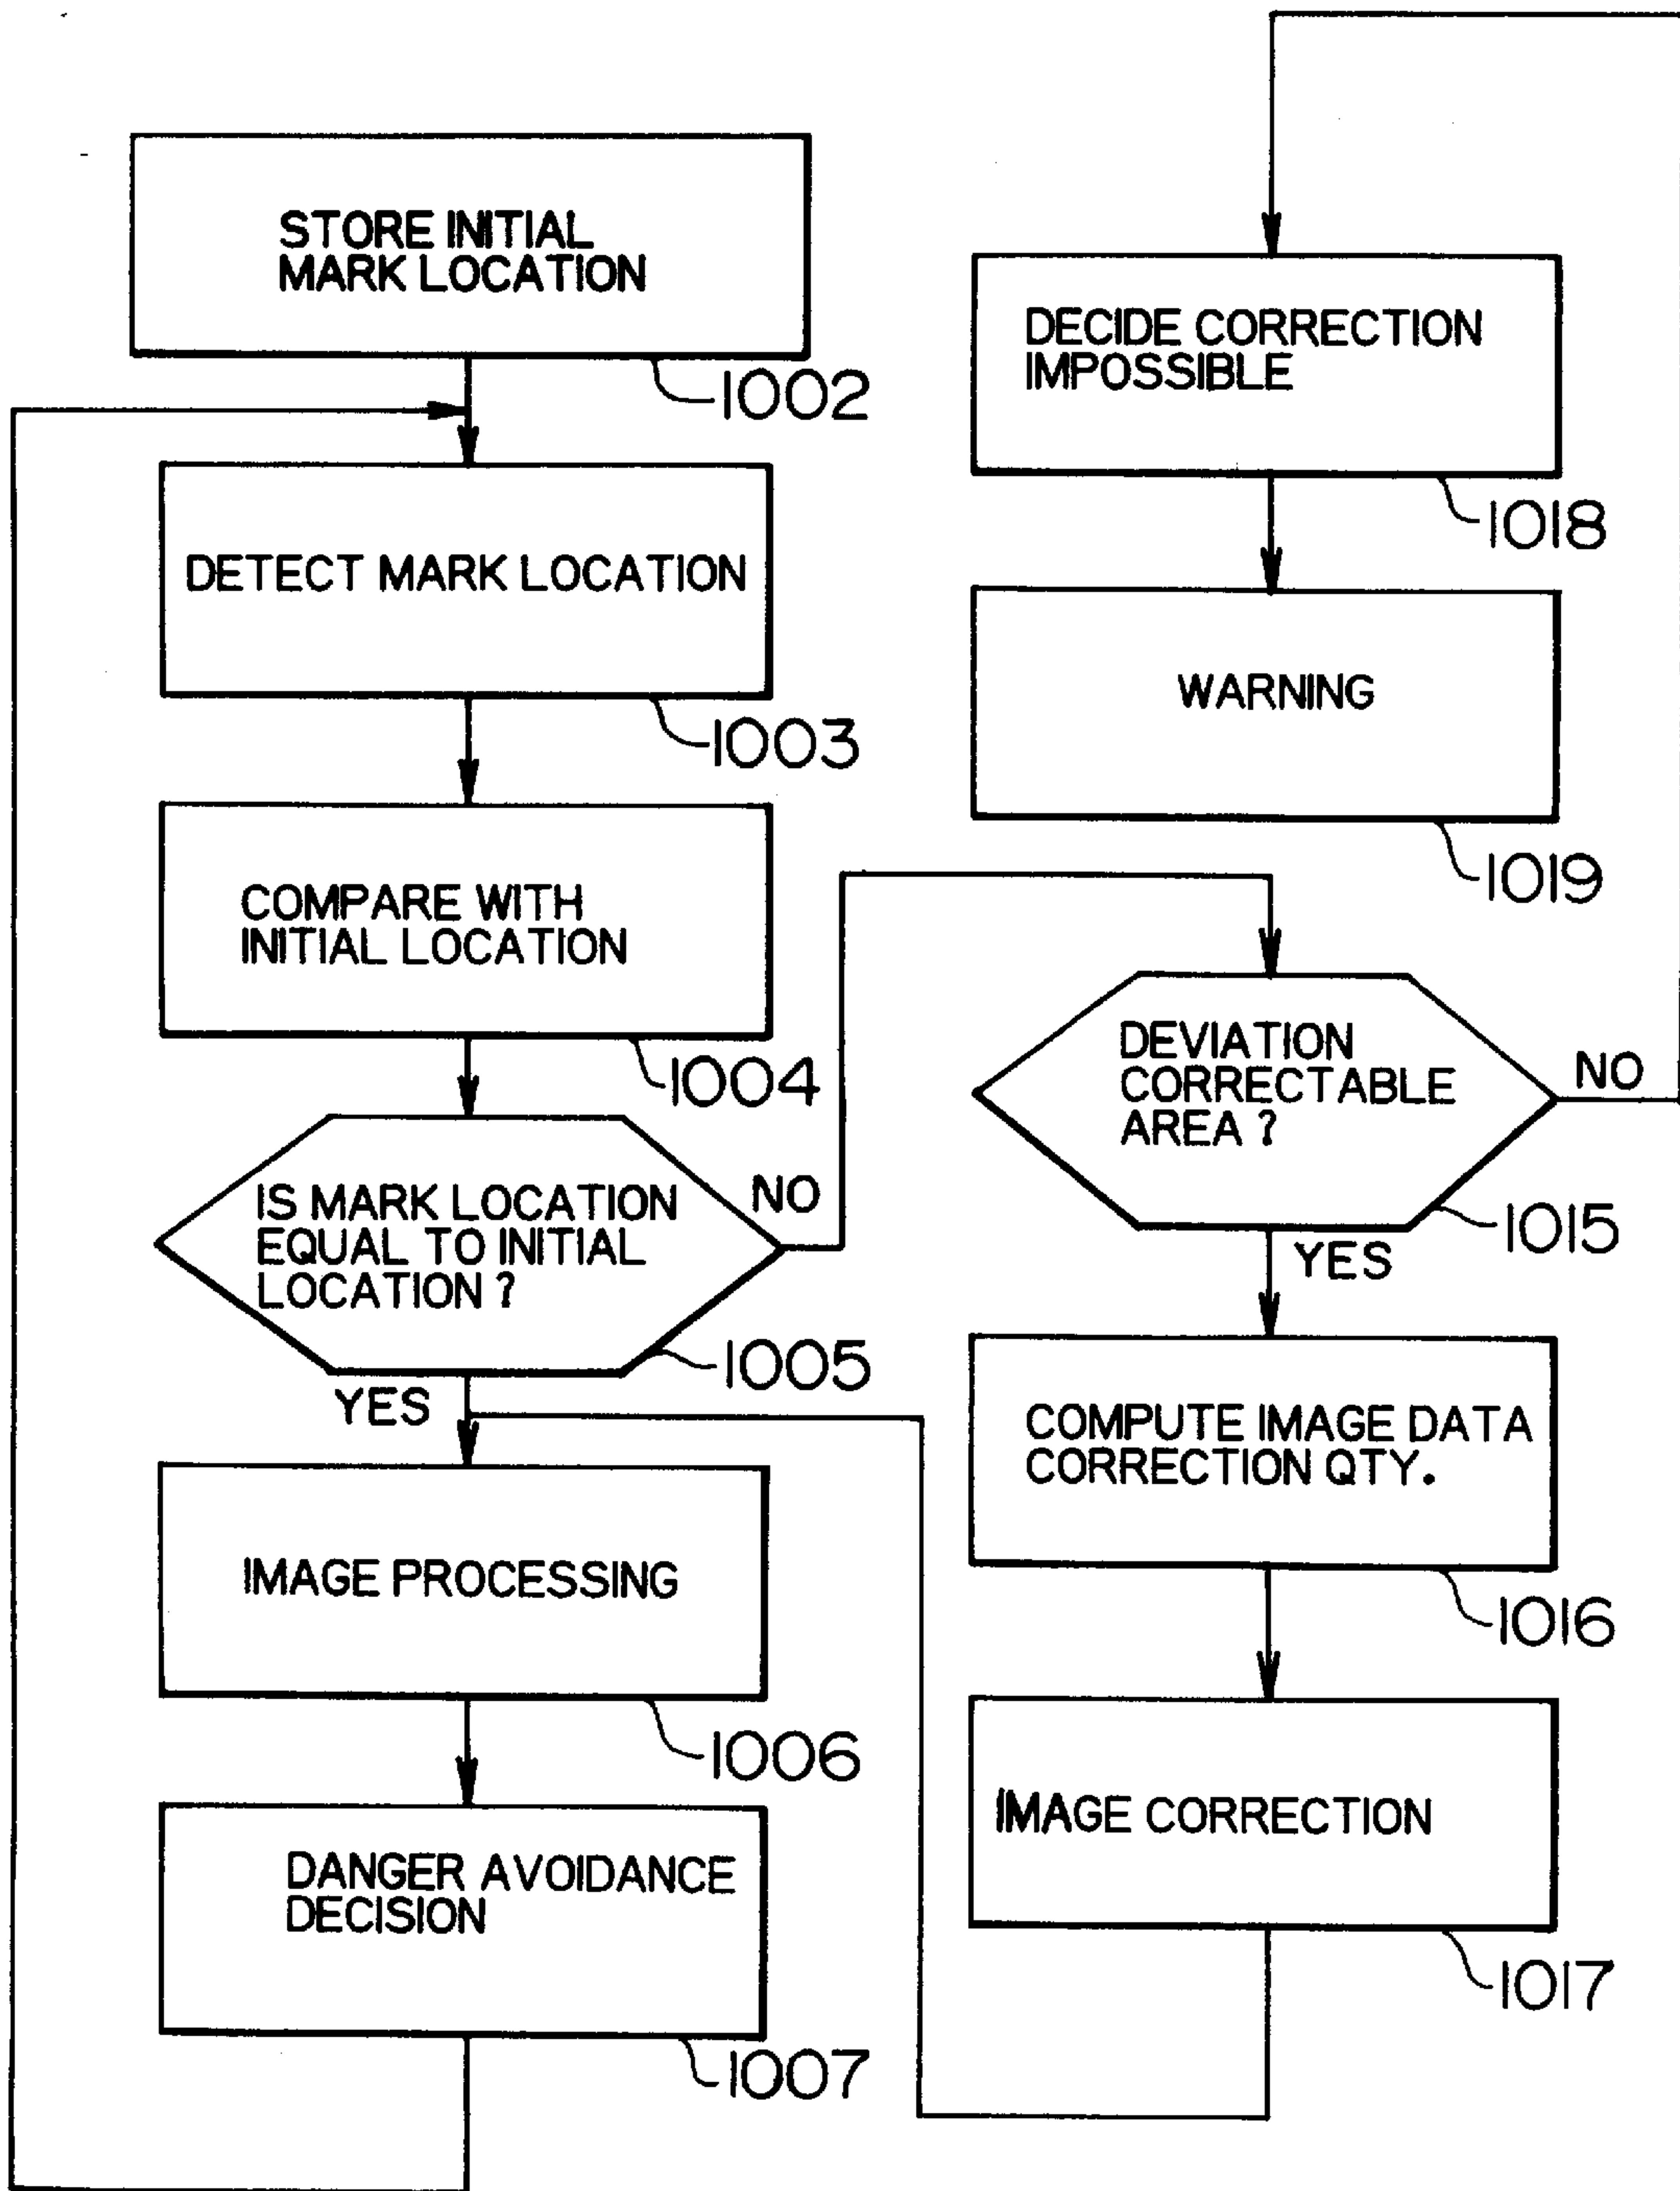 STORE INITIAL
MARK LOCATION
1002
DETECT MARK LOCATION
1003
COMPARE WITH
INITIAL LOCATION
1004
IS MARK LOCATION
EQUAL TO INITIAL
LOCATION ?
NO
1005
YES
IMAGE PROCESSING
1006
DANGER AVOIDANCE
DECISION
1007
DECIDE CORRECTION
IMPOSSIBLE
1018
WARNING
1019
DEVIATION
CORRECTABLE
AREA ?
NO
1015
YES
COMPUTE IMAGE DATA
CORRECTION QTY.
1016
IMAGE CORRECTION
1017